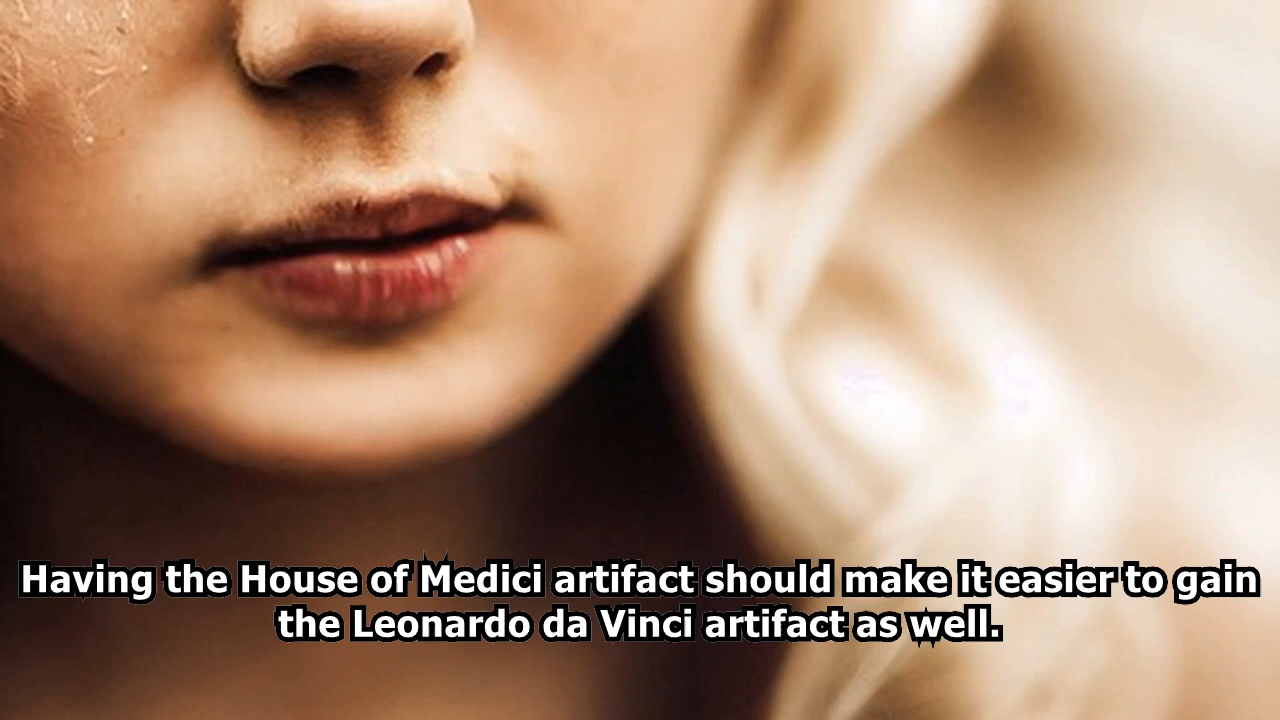 Having the House of Medici artifact should make it easier to gain
the Leonardo da Vinci artifact as well.